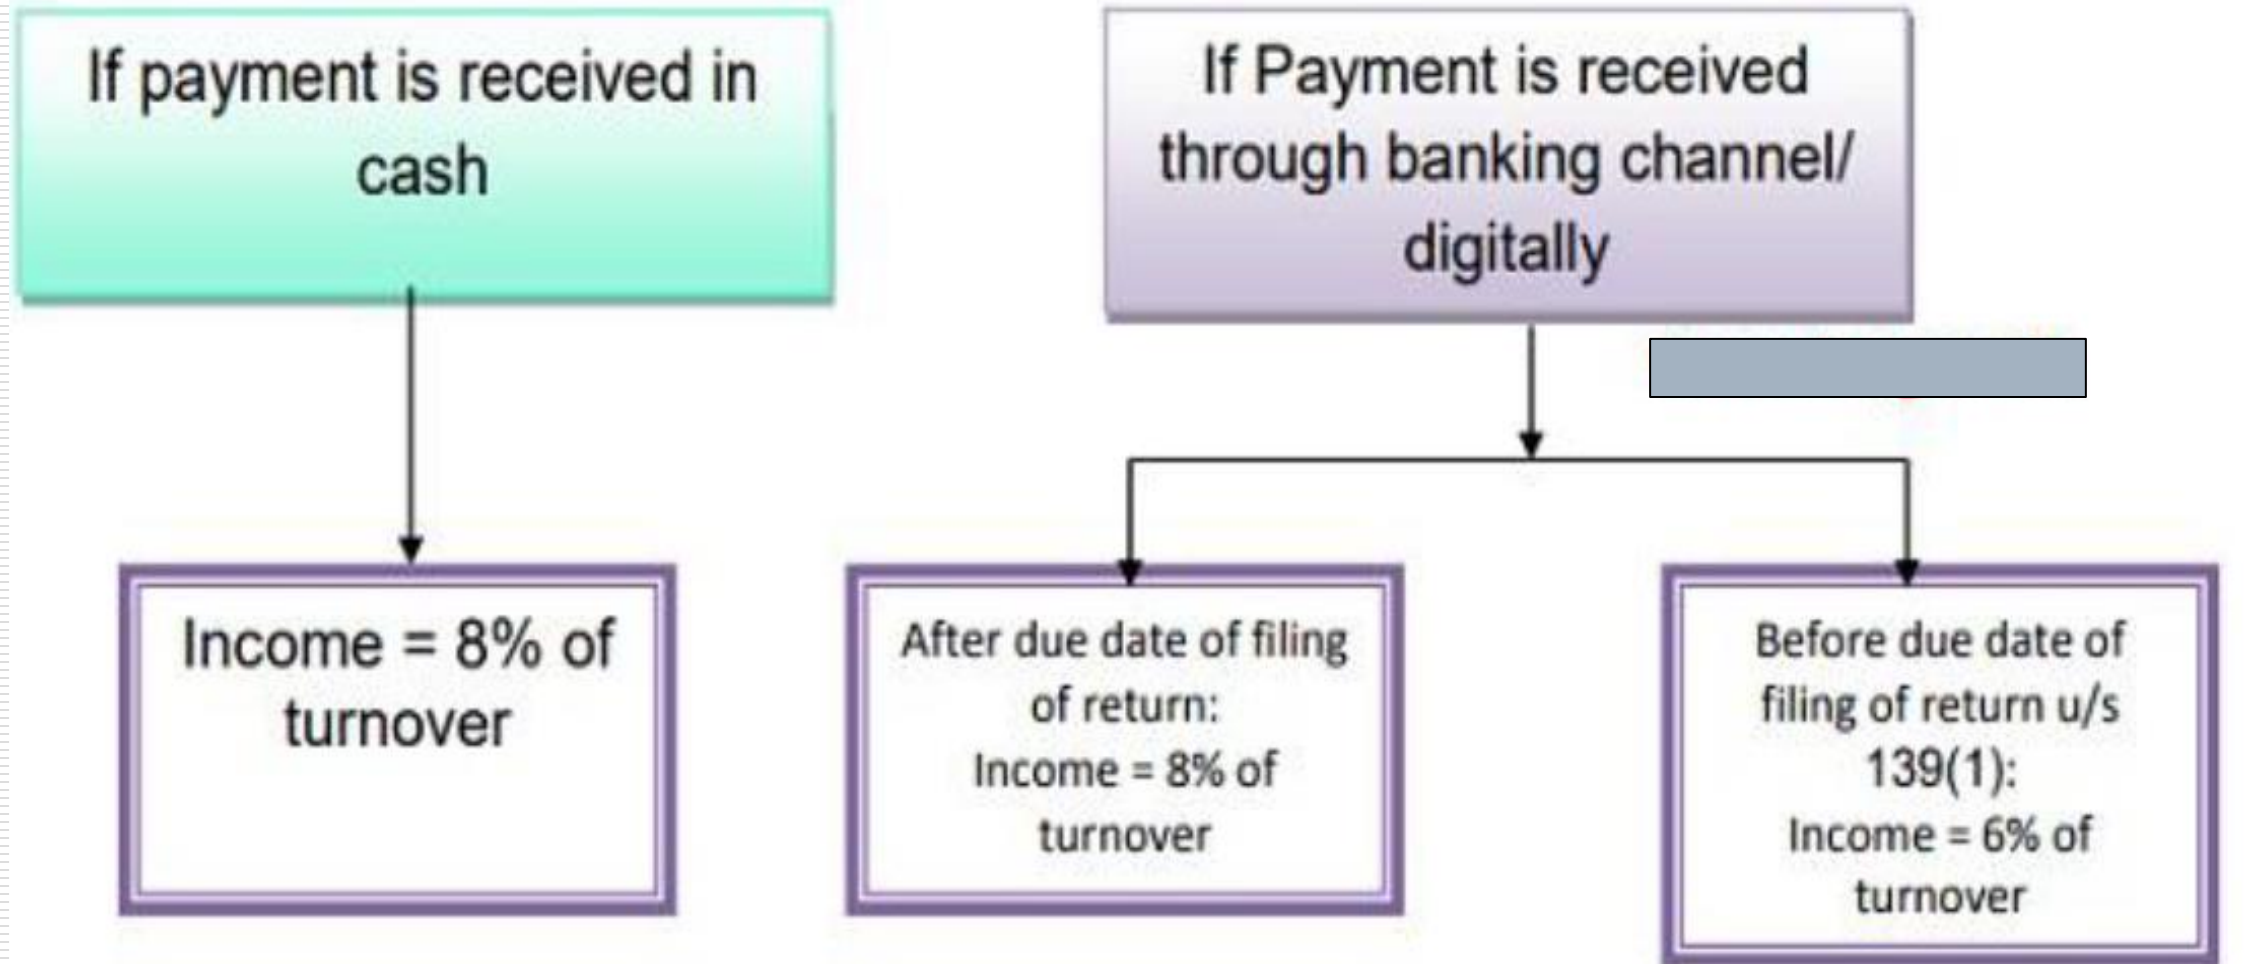 If payment is received in
cash
If Payment is received
through banking channel/
digitally
Income = 8% of
turnover
After due date of filing
of return:
Income = 8% of
turnover
Before due date of
filing of return u/s
139(1):
Income = 6% of
turnover